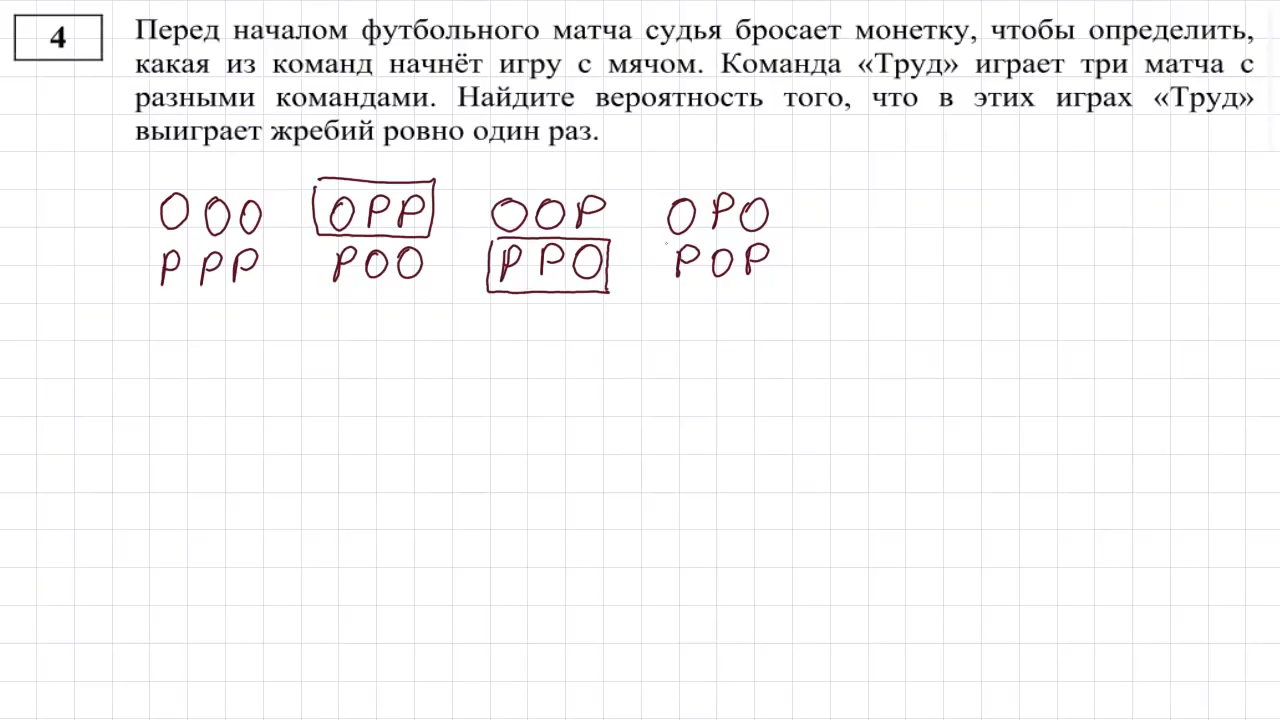 4
Перед началом футбольного матча судья бросает монетку, чтобы определить,
какая из команд начнёт игру с мячом. Команда «Труд» играет три матча с
разными командами. Найдите вероятность того, что в этих играх «Труд»
выиграет жребий ровно один раз.
О О О ОРР ООР ОРО
Р РР РОО РРО РОР